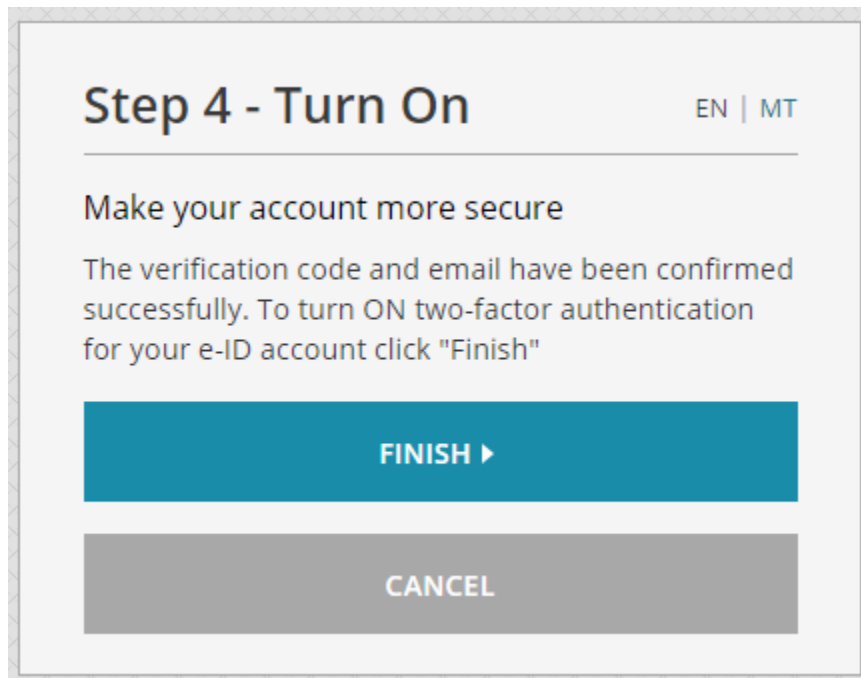 Step 4 - Turn On
EN | MT
Make your account more secure
The verification code and email have been confirmed
successfully. To turn ON two-factor authentication
for your e-ID account click "Finish"
FINISH
CANCEL